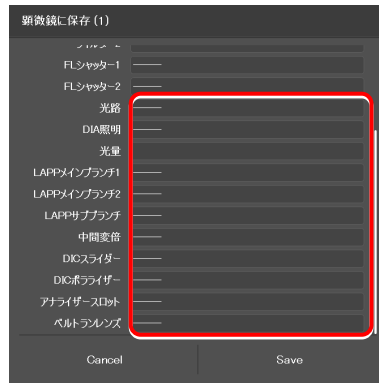 顕微鏡に保存 (1)
FLシャッター1 ——
FLシャッター2 ——
光路 ——
DIA照明 ——
光量
LAPPメインブランチ1 ——
LAPPメインブランチ2 ——
LAPPサブブランチ ——
中間変倍 ——
DICスライダー ——
DICポラライザー ——
アナライザースロット ——
ベルトランレンズ ——
Cancel Save